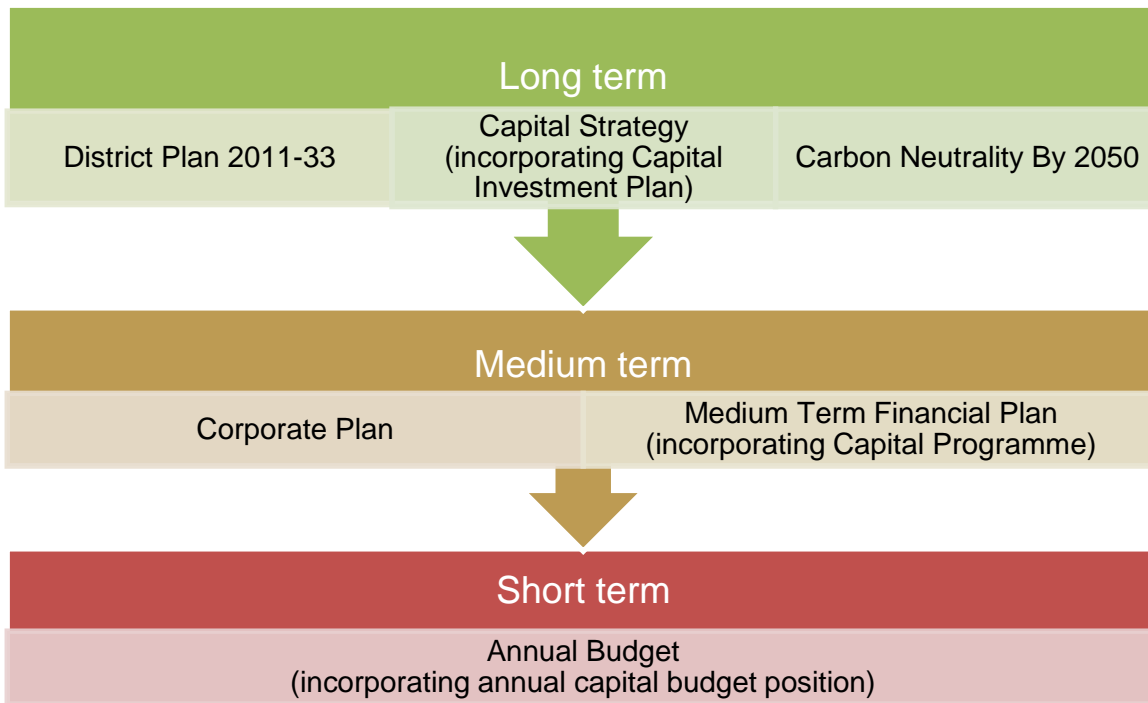 Long term
District Plan 2011-33
Capital Strategy
(incorporating Capital
Investment Plan)
Carbon Neutrality By 2050
Medium term
Corporate Plan
Medium Term Financial Plan
(incorporating Capital Programme)
Short term
Annual Budget
(incorporating annual capital budget position)